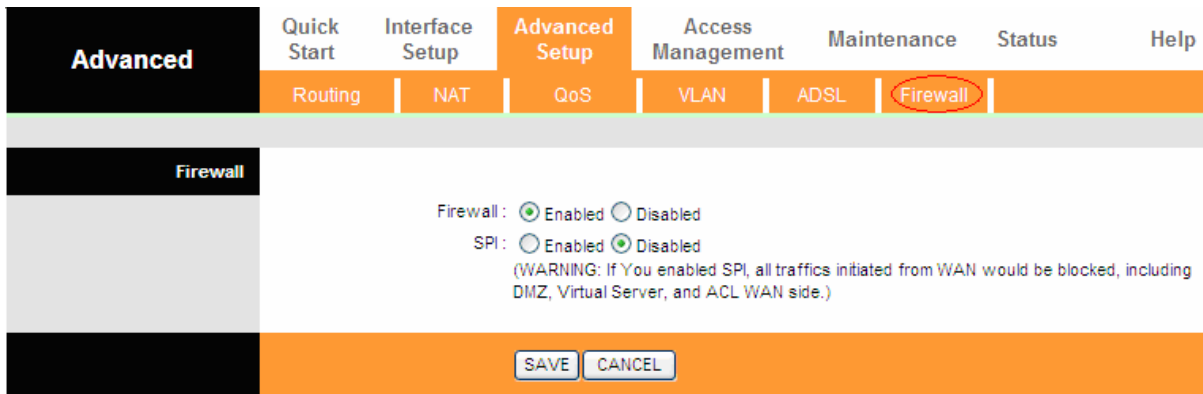 Advanced
Quick Start
Interface Setup
Advanced Setup
Access Management
Maintenance
Status
Help
Routing
NAT
QoS
VLAN
ADSL
Firewall
Firewall
Firewall : Enabled Disabled
SPI : Enabled Disabled
(WARNING: If You enabled SPI, all traffics initiated from WAN would be blocked, including
DMZ, Virtual Server, and ACL WAN side.)
SAVE CANCEL